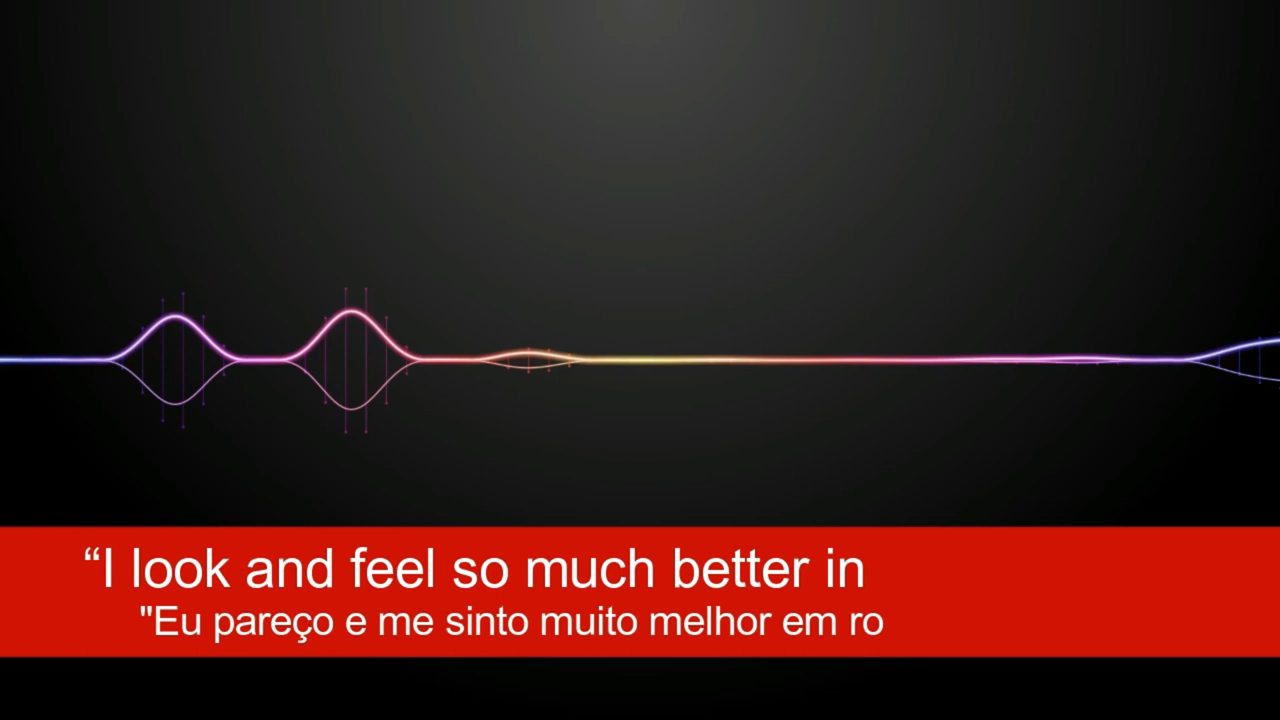 “I look and feel so much better in
"Eu pareço e me sinto muito melhor em ro